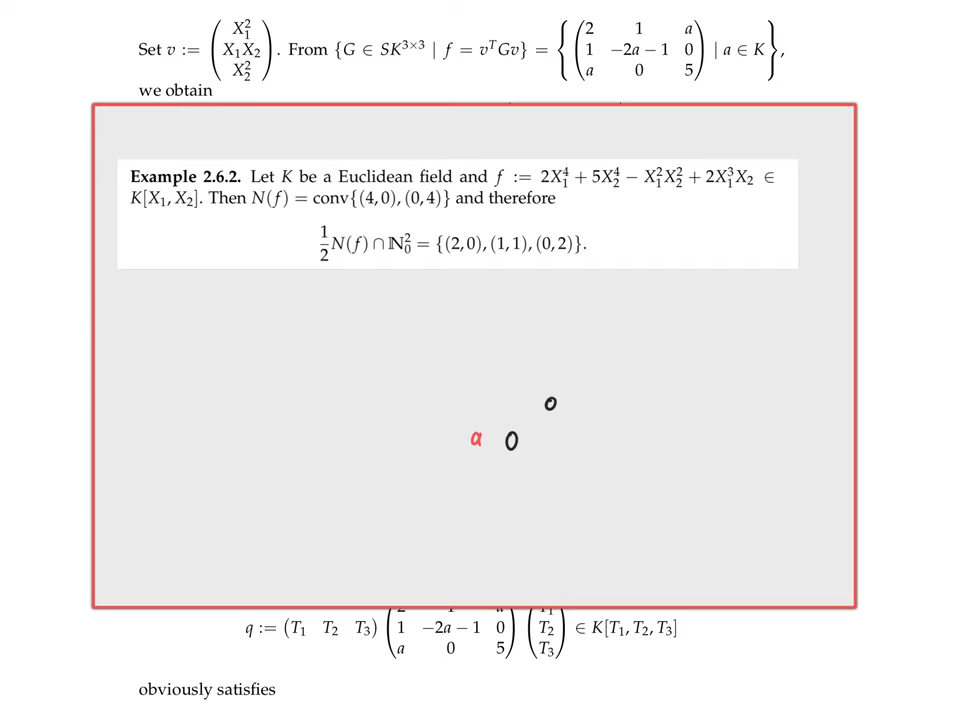 Set v := (X₁² X₁X₂ X₂²). From {G ∈ SK³ˣ³ | f = vᵀGv} = { (2 1 a
1 −2a − 1 0
a 0 5) | a ∈ K },
we obtain
Example 2.6.2. Let K be a Euclidean field and f := 2X₁⁴ + 5X₂⁴ − X₁²X₂² + 2X₁³X₂ ∈
K[X₁, X₂]. Then N(f) = conv{(4, 0), (0, 4)} and therefore
1/2 N(f) ∩ ℕ₀² = {(2, 0), (1, 1), (0, 2)}.
0
a 0
q := (T₁ T₂ T₃) (2 1 a
1 −2a − 1 0
a 0 5) (T₁ T₂ T₃) ∈ K[T₁, T₂, T₃]
obviously satisfies